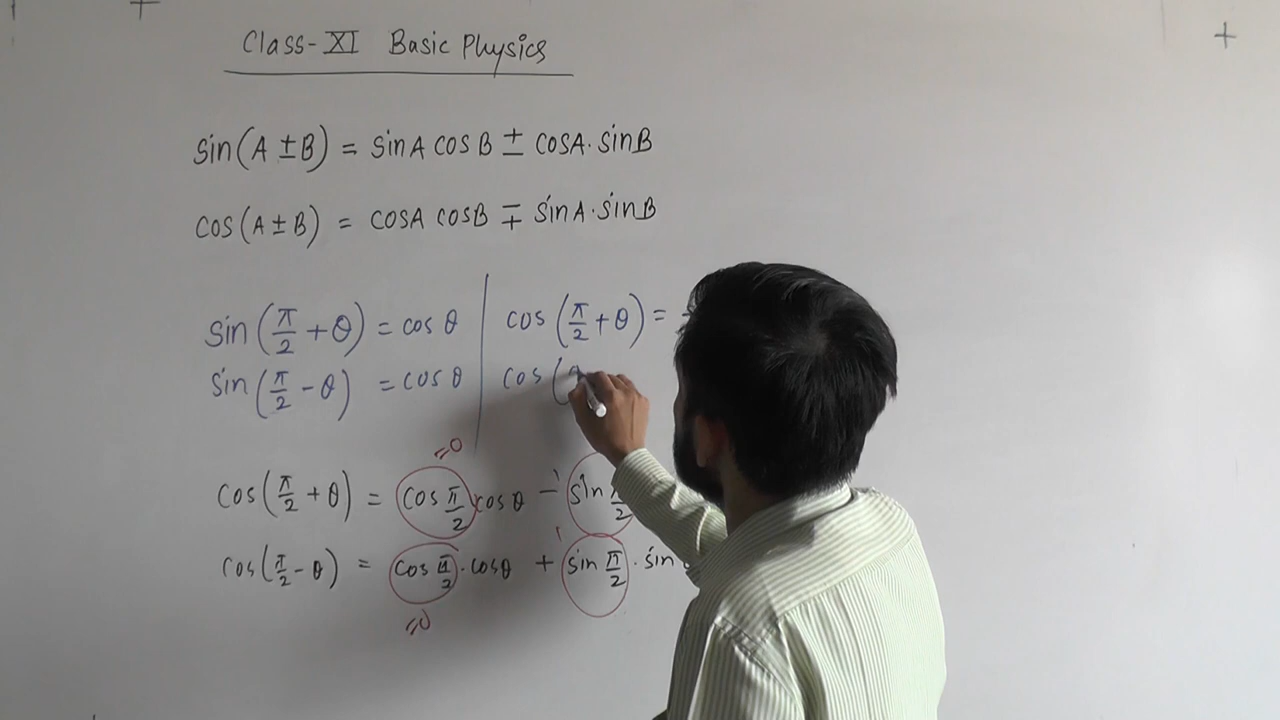 Class-XI Basic Physics
sin(A ±B) = sinA cosB ± cosA. sinB
cos(A±B) = cosA cosB ∓ sinA.sinB
sin(π/2 + θ) = cos θ
sin(π/2 - θ) = cos θ
cos(π/2 + θ) =
cos (
=0
cos(π/2 + θ) = cos π/2 cos θ - sin π/2
cos(π/2 - θ) = cos π/2 . cosθ + sin π/2 . sin
=0